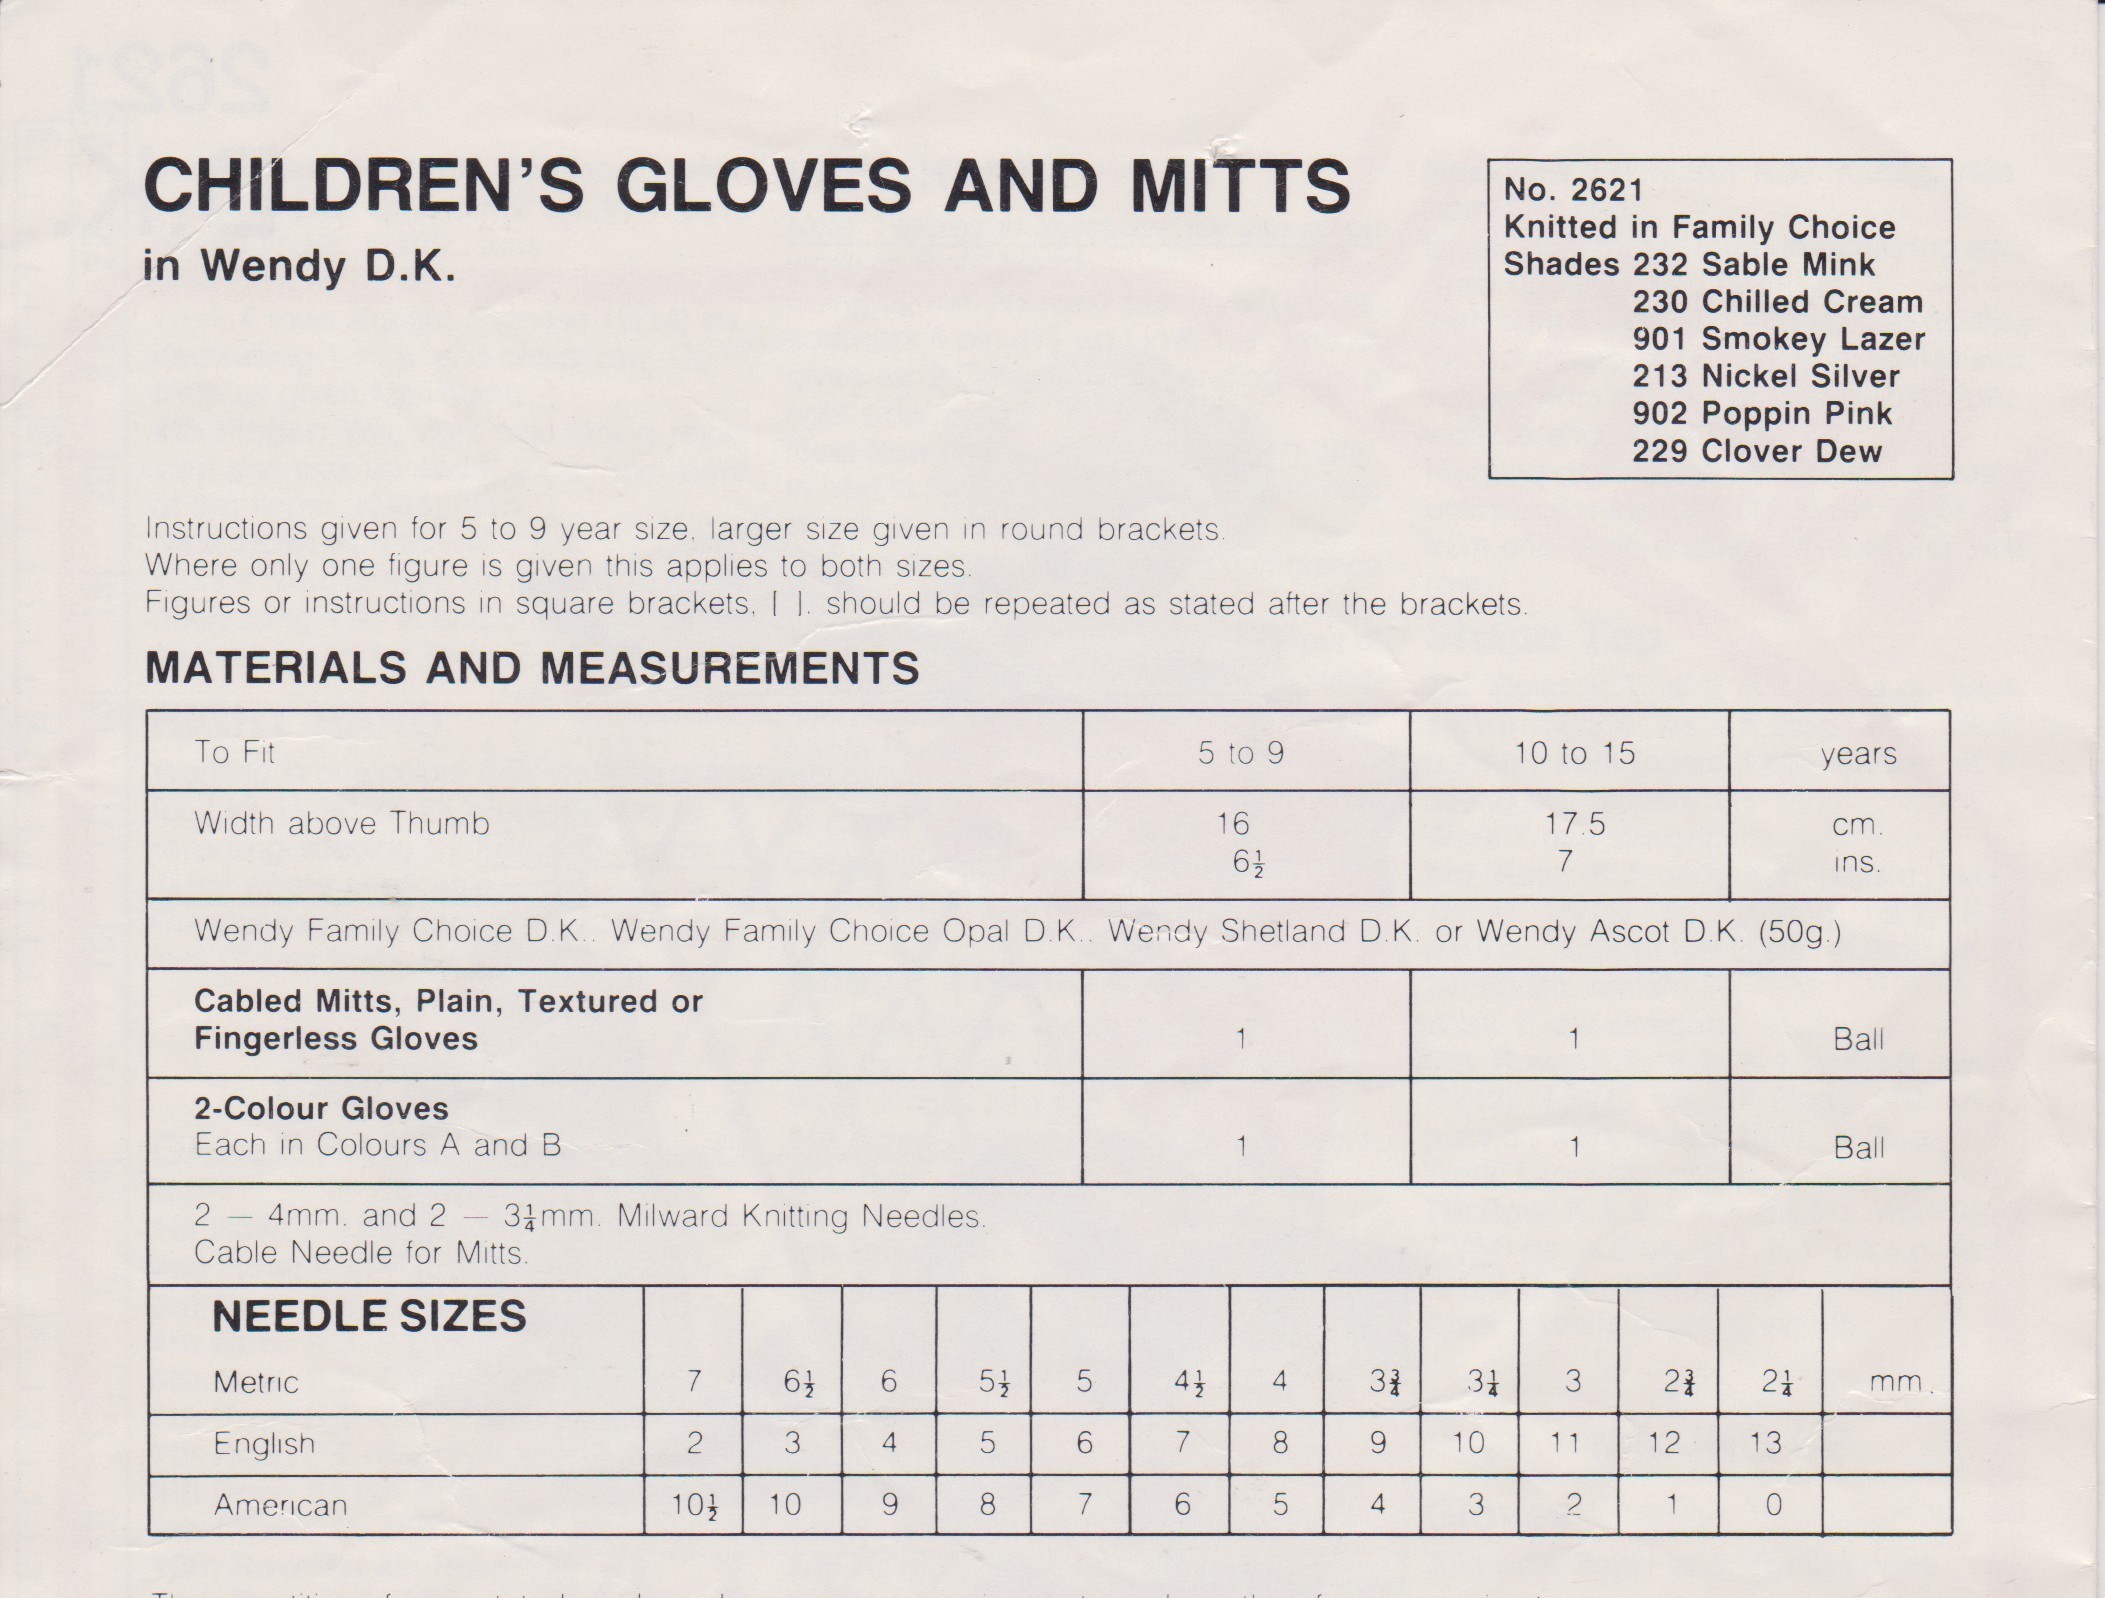 CHILDREN'S GLOVES AND MITTS
in Wendy D.K.
No. 2621
Knitted in Family Choice
Shades 232 Sable Mink
230 Chilled Cream
901 Smokey Lazer
213 Nickel Silver
902 Poppin Pink
229 Clover Dew
Instructions given for 5 to 9 year size, larger size given in round brackets.
Where only one figure is given this applies to both sizes.
Figures or instructions in square brackets, [ ]. should be repeated as stated after the brackets.
MATERIALS AND MEASUREMENTS
To Fit 5 to 9 10 to 15 years
Width above Thumb 16 17.5 cm.
6½ 7 ins.
Wendy Family Choice D.K.. Wendy Family Choice Opal D.K.. Wendy Shetland D.K. or Wendy Ascot D.K. (50g.)
Cabled Mitts, Plain, Textured or
Fingerless Gloves 1 1 Ball
2-Colour Gloves
Each in Colours A and B 1 1 Ball
2 — 4mm. and 2 — 3¼mm. Milward Knitting Needles.
Cable Needle for Mitts.
NEEDLE SIZES
Metric 7 6½ 6 5½ 5 4½ 4 3¾ 3¼ 3 2¾ 2¼ mm.
English 2 3 4 5 6 7 8 9 10 11 12 13
American 10½ 10 9 8 7 6 5 4 3 2 1 0